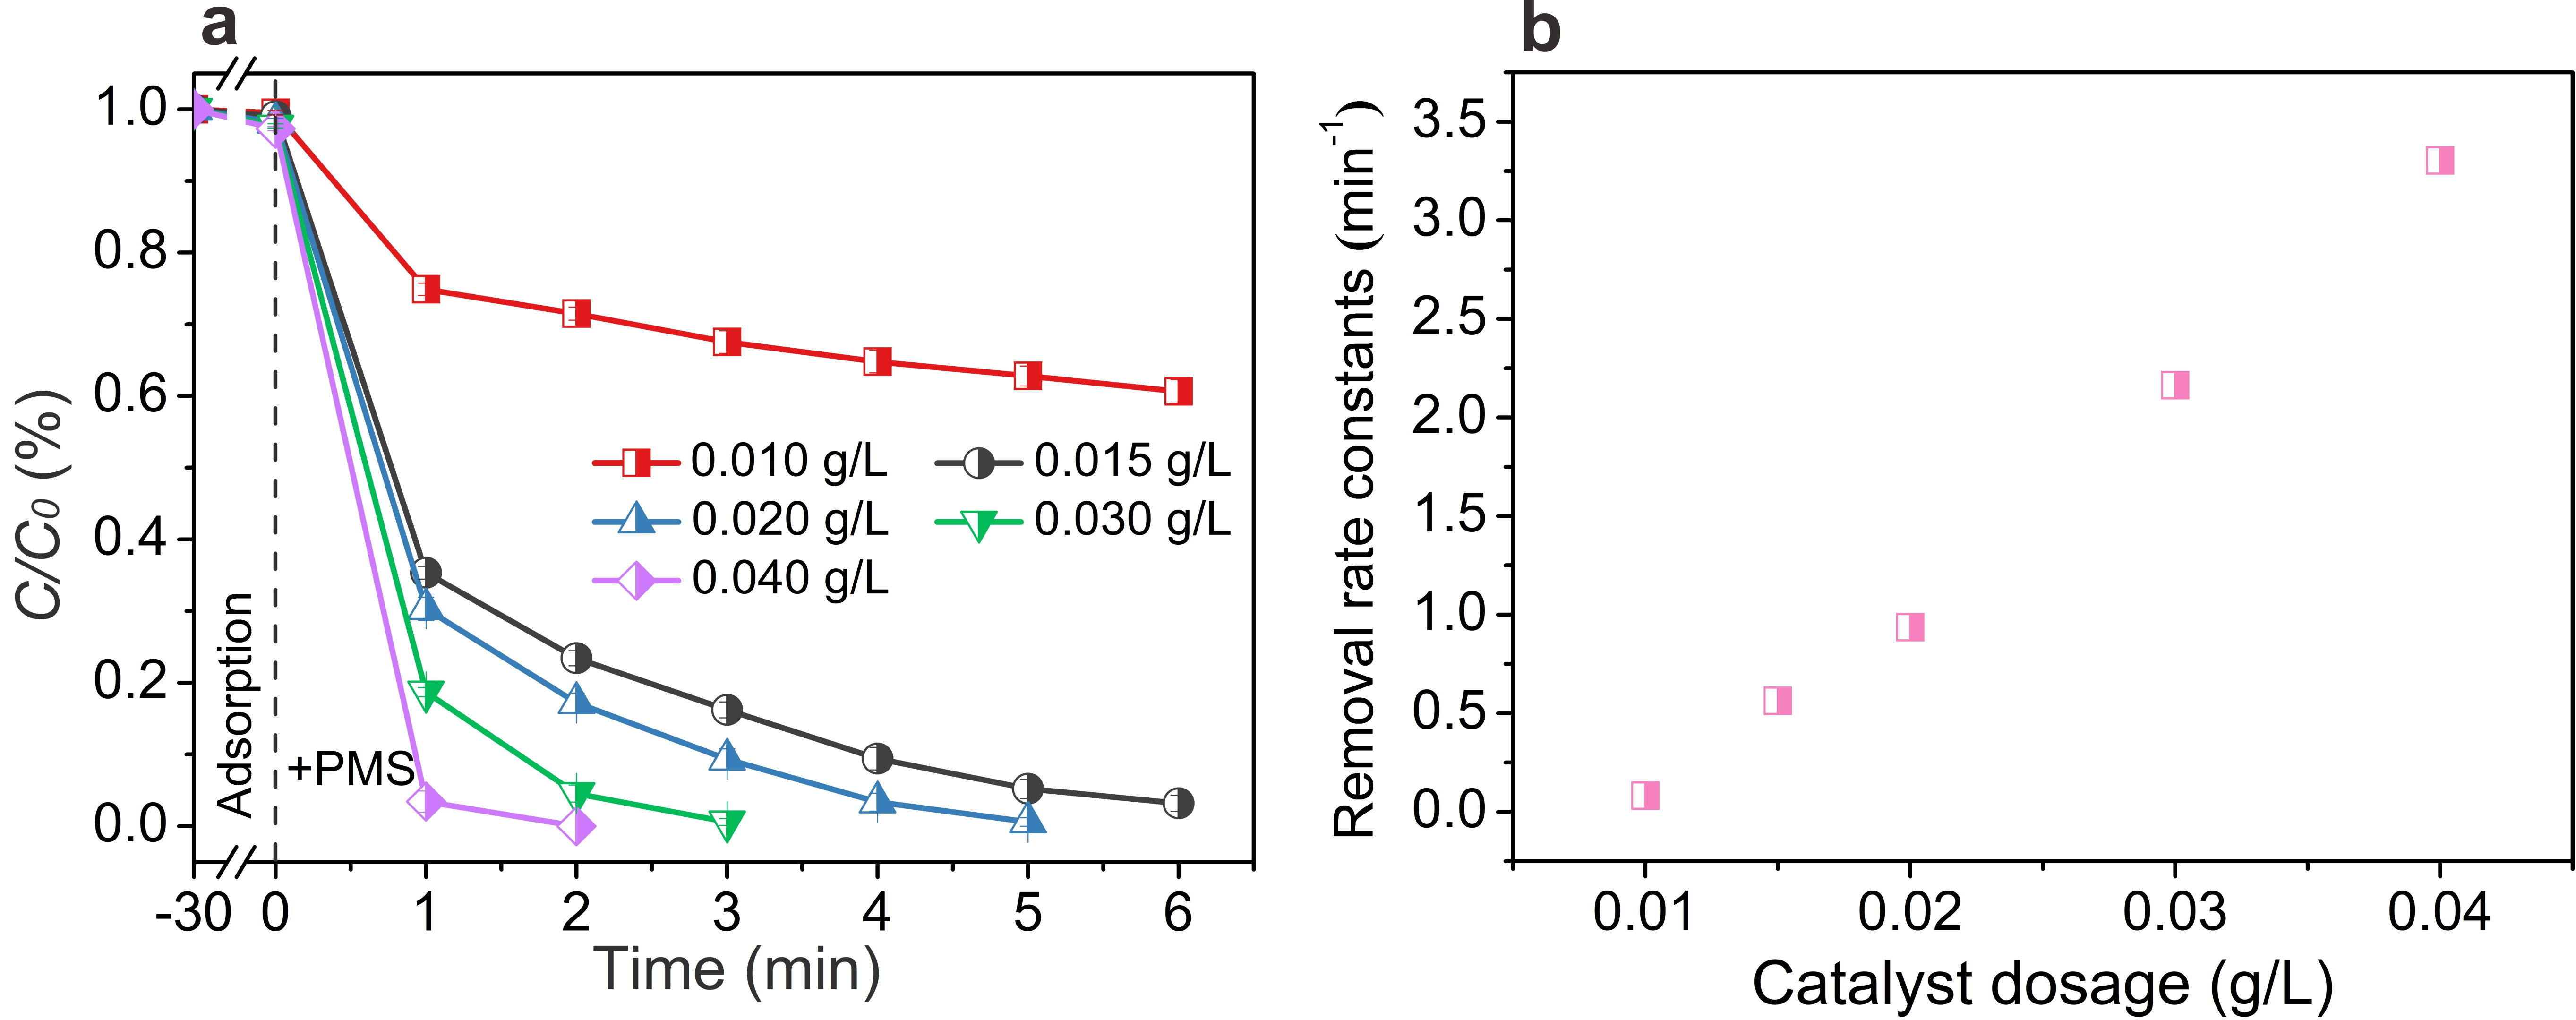 a
C/C0 (%)
1.0
0.8
0.6
0.4
0.2
0.0
Adsorption
+PMS
0.010 g/L
0.015 g/L
0.020 g/L
0.030 g/L
0.040 g/L
-30 0 1 2 3 4 5 6
Time (min)
b
Removal rate constants (min-1)
3.5
3.0
2.5
2.0
1.5
1.0
0.5
0.0
0.01 0.02 0.03 0.04
Catalyst dosage (g/L)